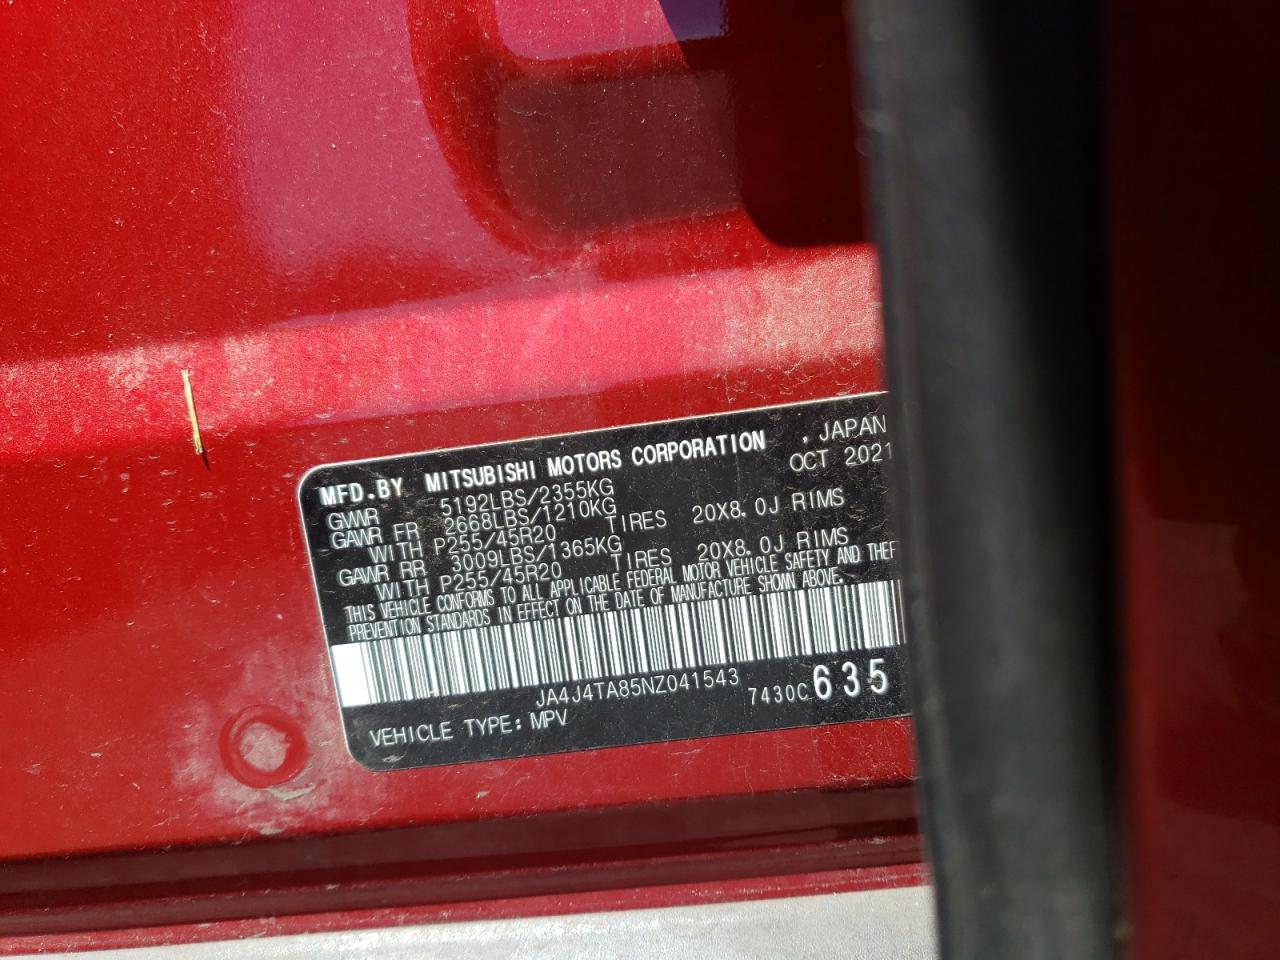 MFD.BY MITSUBISHI MOTORS CORPORATION . JAPAN
GVWR 5192LBS/2355KG OCT 2021
GAWR FR 2668LBS/1210KG
WITH P255/45R20 TIRES 20X8.0J RIMS
GAWR RR 3009LBS/1365KG
WITH P255/45R20 TIRES 20X8.0J RIMS
THIS VEHICLE CONFORMS TO ALL APPLICABLE FEDERAL MOTOR VEHICLE SAFETY AND THEF
PREVENTION STANDARDS IN EFFECT ON THE DATE OF MANUFACTURE SHOWN ABOVE.
JA4J4TA85NZ041543 7430C 635
VEHICLE TYPE: MPV